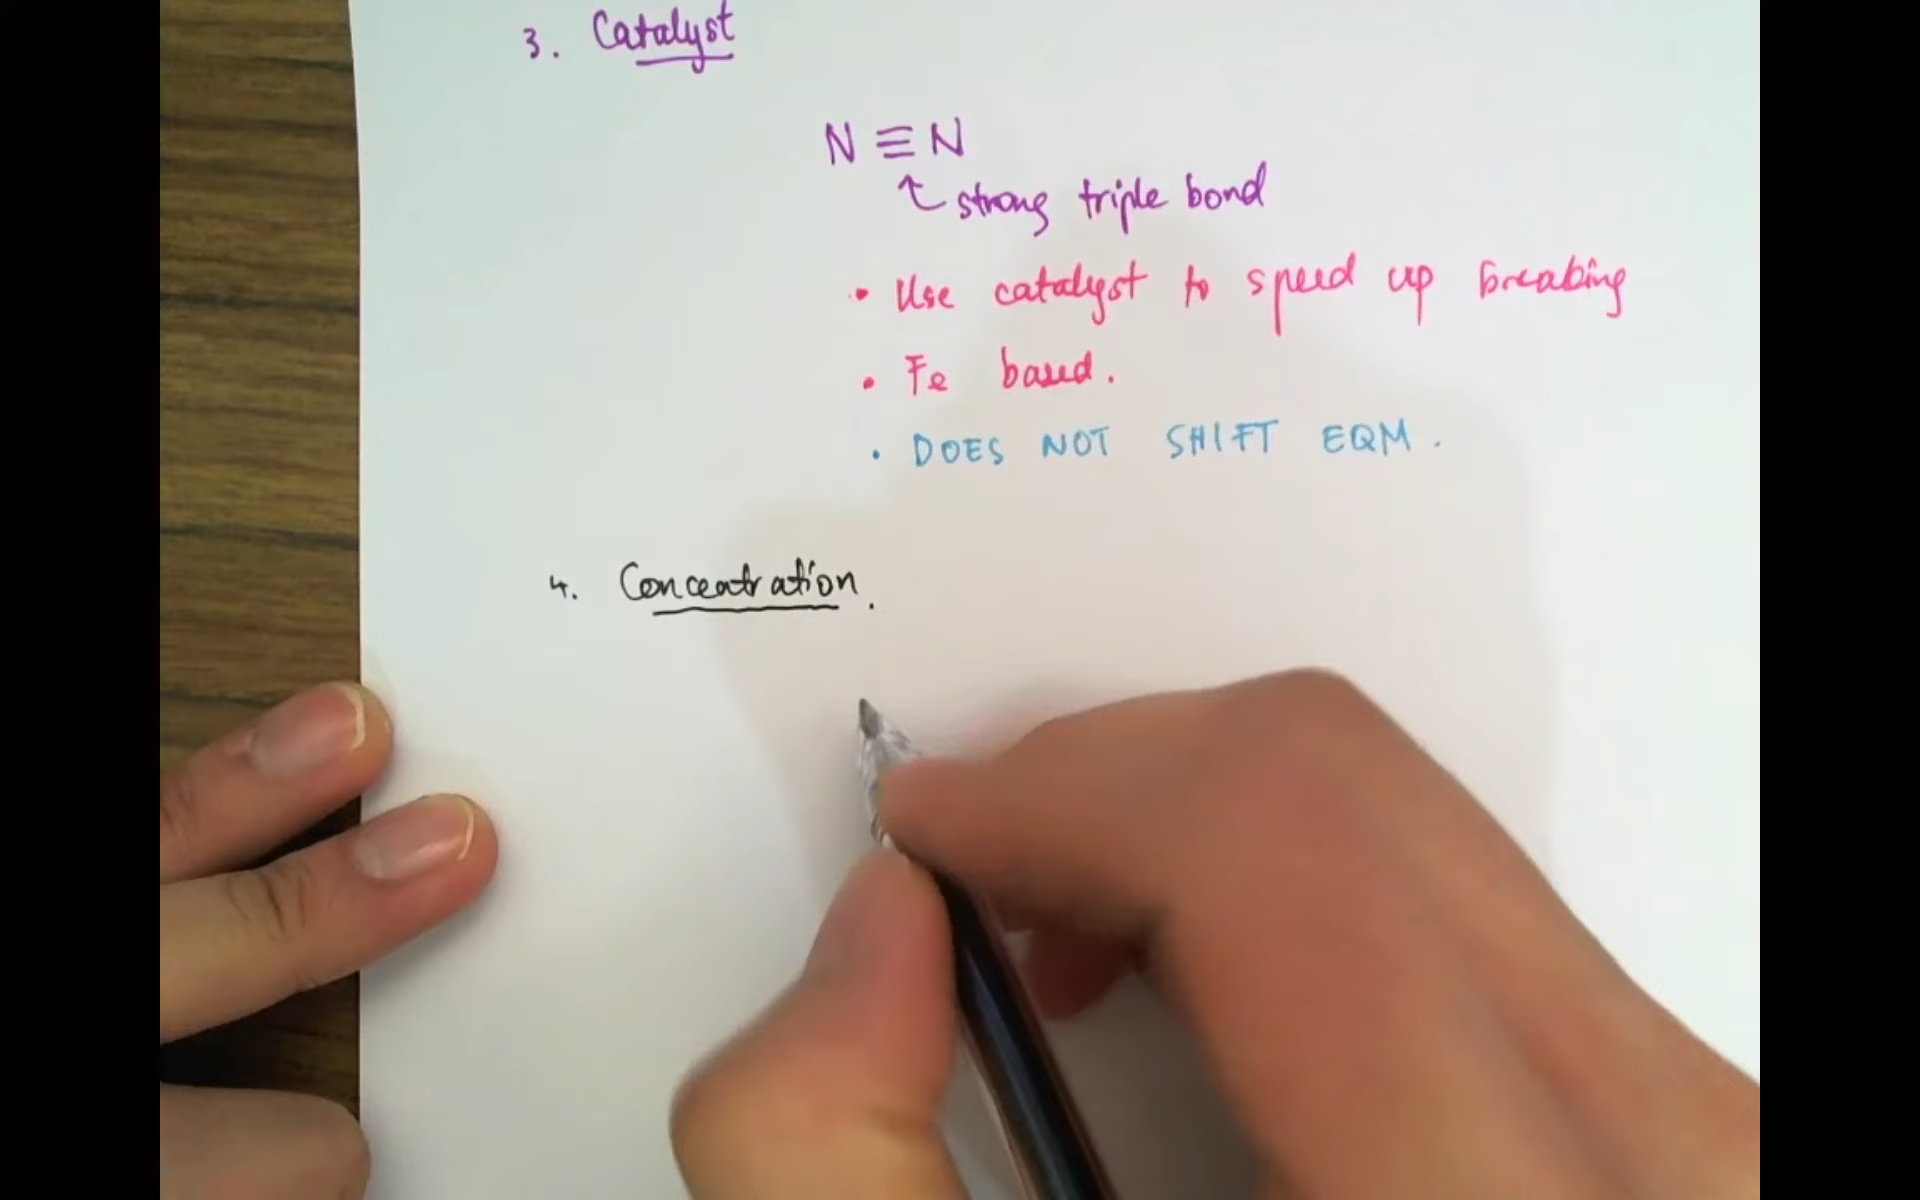 3. Catalyst
N ≡ N
↑ strong triple bond
• Use catalyst to speed up breaking
• Fe based.
• DOES NOT SHIFT EQM.
4. Concentration.